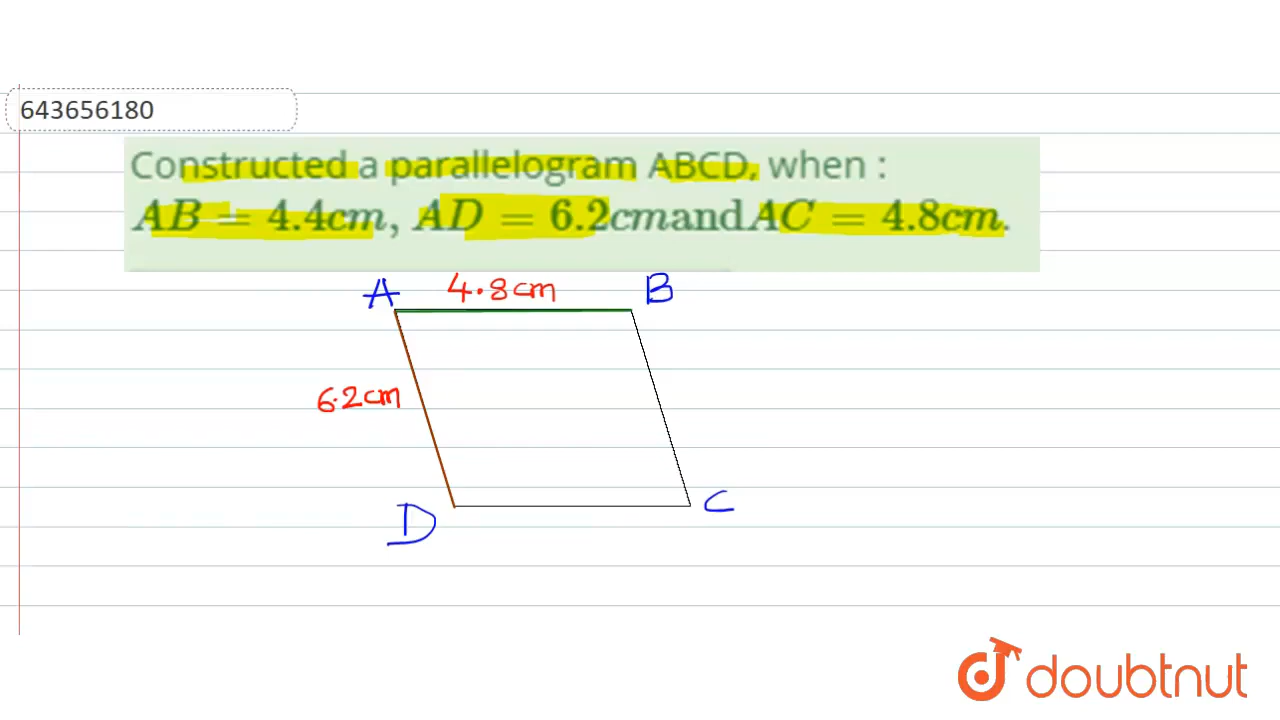 643656180
Constructed a parallelogram ABCD, when :
AB = 4.4cm, AD = 6.2cmandAC = 4.8cm.
A 4.8cm B
6.2cm
D C
doubtnut